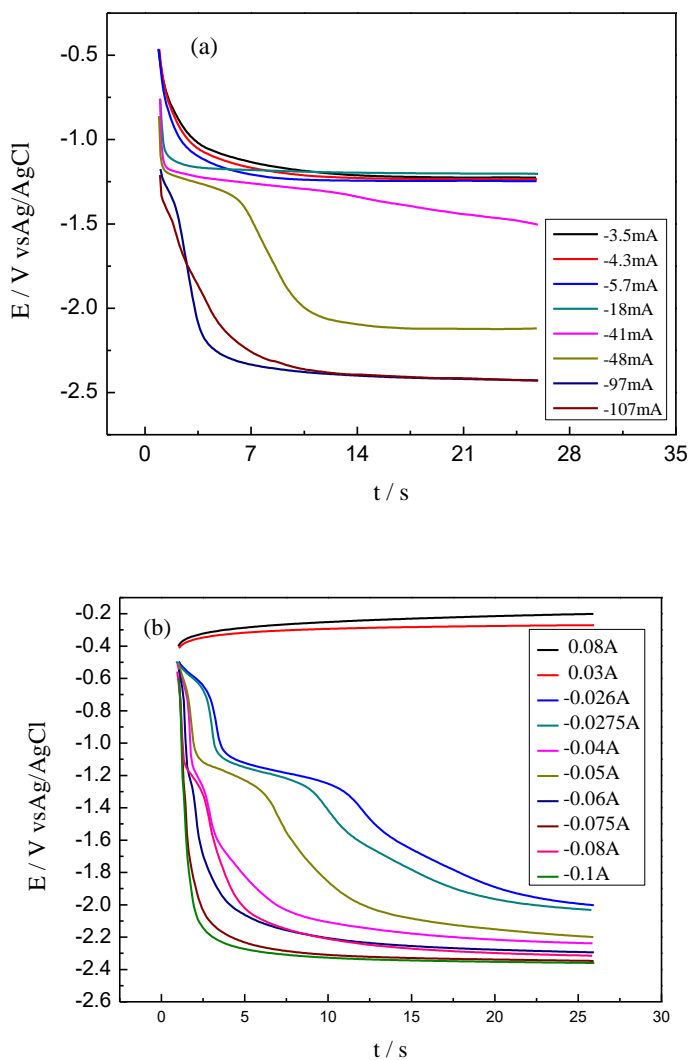 (a)
E / V vsAg/AgCl
-0.5
-1.0
-1.5
-2.0
-2.5
-3.5mA
-4.3mA
-5.7mA
-18mA
-41mA
-48mA
-97mA
-107mA
0 7 14 21 28 35
t / s
(b)
E / V vsAg/AgCl
-0.2
-0.4
-0.6
-0.8
-1.0
-1.2
-1.4
-1.6
-1.8
-2.0
-2.2
-2.4
-2.6
0.08A
0.03A
-0.026A
-0.0275A
-0.04A
-0.05A
-0.06A
-0.075A
-0.08A
-0.1A
0 5 10 15 20 25 30
t / s